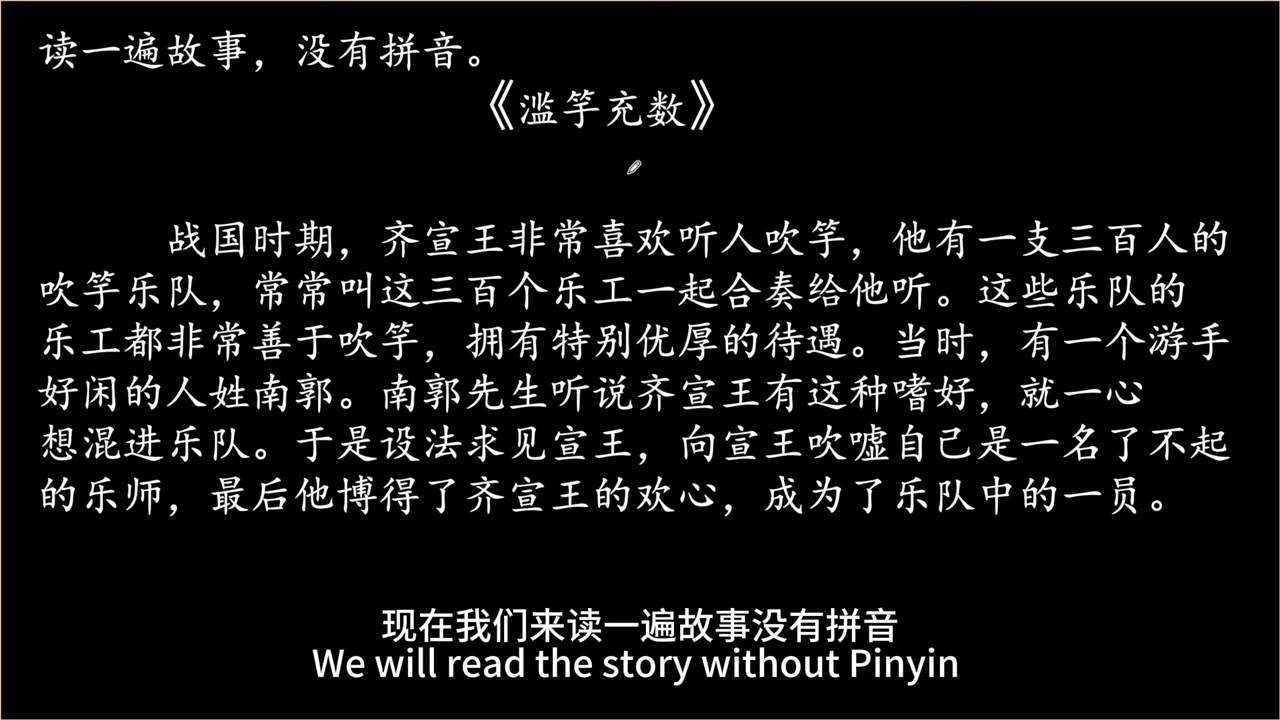 读一遍故事，没有拼音。
《滥竽充数》
战国时期，齐宣王非常喜欢听人吹竽，他有一支三百人的
吹竽乐队，常常叫这三百个乐工一起合奏给他听。这些乐队的
乐工都非常善于吹竽，拥有特别优厚的待遇。当时，有一个游手
好闲的人姓南郭。南郭先生听说齐宣王有这种嗜好，就一心
想混进乐队。于是设法求见宣王，向宣王吹嘘自己是一名了不起
的乐师，最后他博得了齐宣王的欢心，成为了乐队中的一员。
现在我们来读一遍故事没有拼音
We will read the story without Pinyin